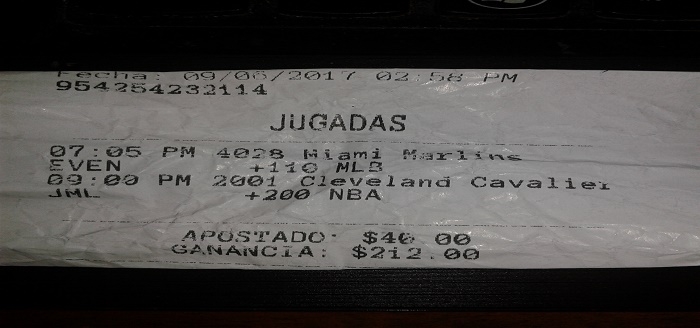 Fecha: 09/06/2017 02:58 PM
954254232114
JUGADAS
07:05 PM 4028 Miami Marlins
EVEN +110 MLB
09:00 PM 2001 Cleveland Cavalier
JML +200 NBA
APOSTADO: $40.00
GANANCIA: $212.00